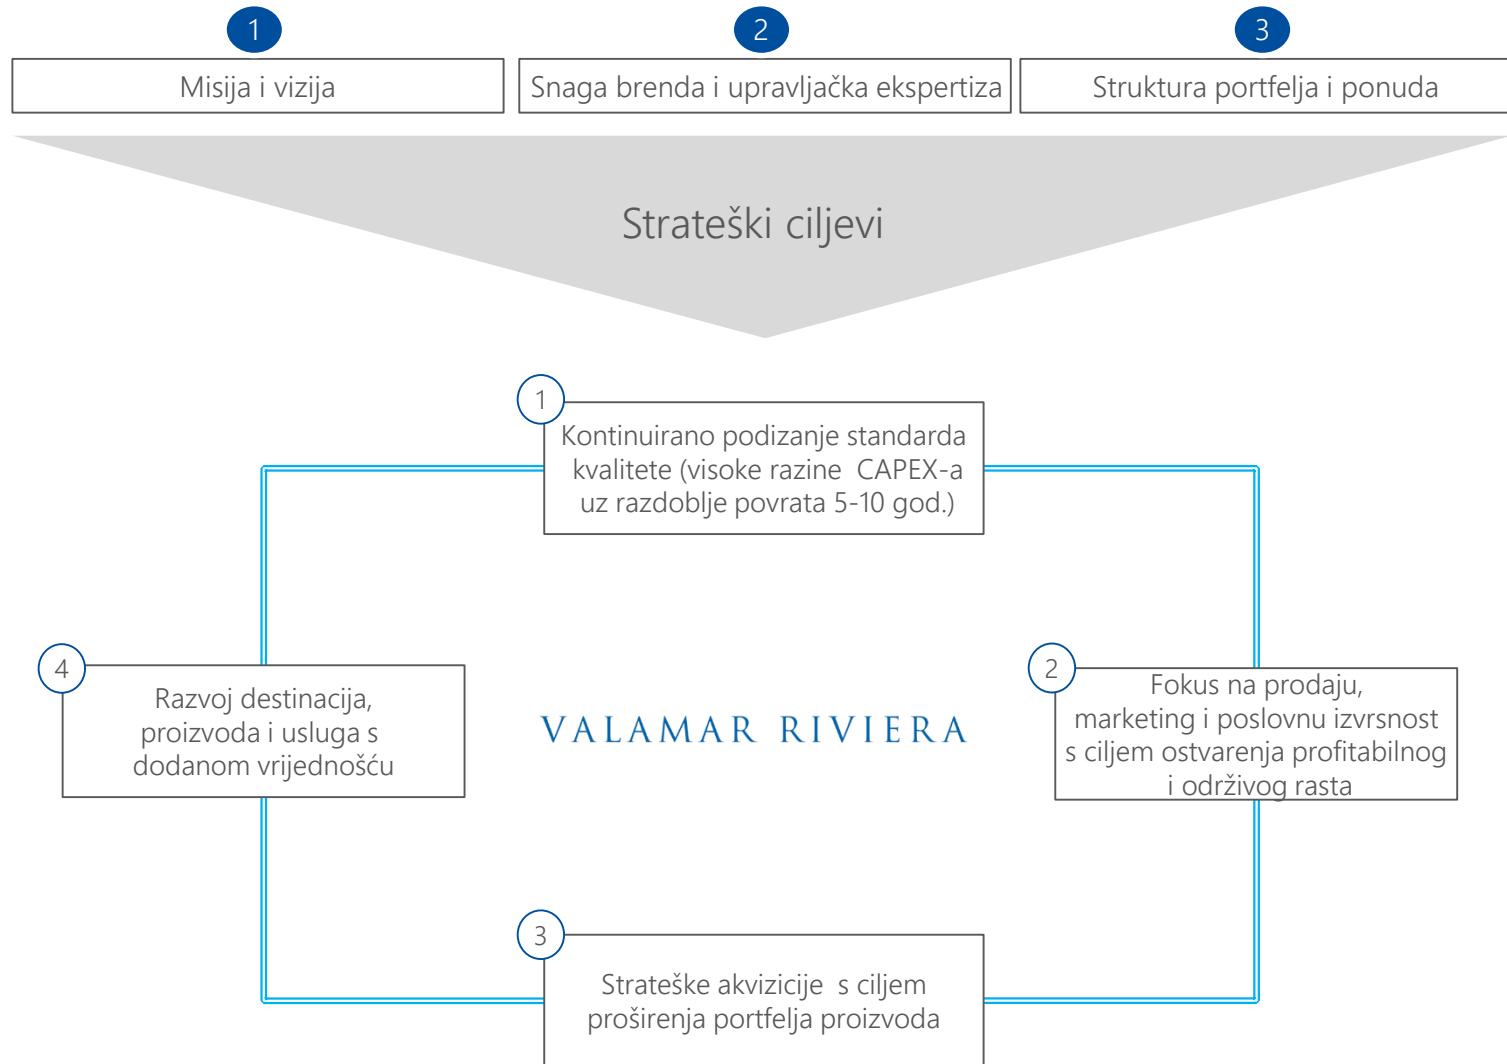 1
Misija i vizija
2
Snaga brenda i upravljačka ekspertiza
3
Struktura portfelja i ponuda
Strateški ciljevi
1
Kontinuirano podizanje standarda
kvalitete (visoke razine CAPEX-a
uz razdoblje povrata 5-10 god.)
4
Razvoj destinacija,
proizvoda i usluga s
dodanom vrijednošću
VALAMAR RIVIERA
2
Fokus na prodaju,
marketing i poslovnu izvrsnost
s ciljem ostvarenja profitabilnog
i održivog rasta
3
Strateške akvizicije s ciljem
proširenja portfelja proizvoda